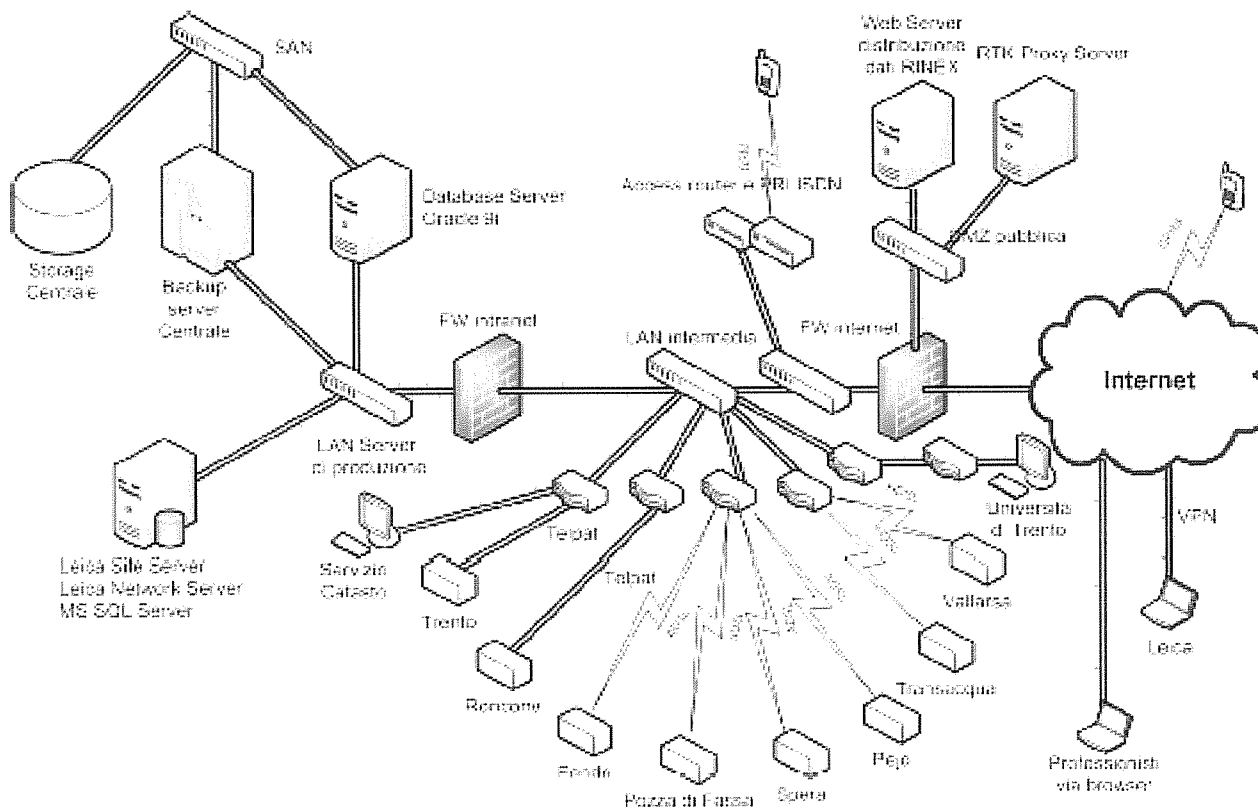 SAN
Web Server
distribuzione
dati RINEX
RTK Proxy Server
Access router e PRI ISDN
Database Server
Oracle 9i
DMZ pubblica
Storage
Centrale
Backup
server
Centrale
FW intranet
LAN intermedia
FW internet
Internet
LAN Server
di produzione
Università
di Trento
VPN
Telpat
Servizio
Catasto
Leica Site Server
Leica Network Server
MS SQL Server
Trento
Telpat
Vallarsa
Leica
Roncone
Transacqua
Fondo
Pejo
Pozza di Fassa
Spera
Professionisti
via browser